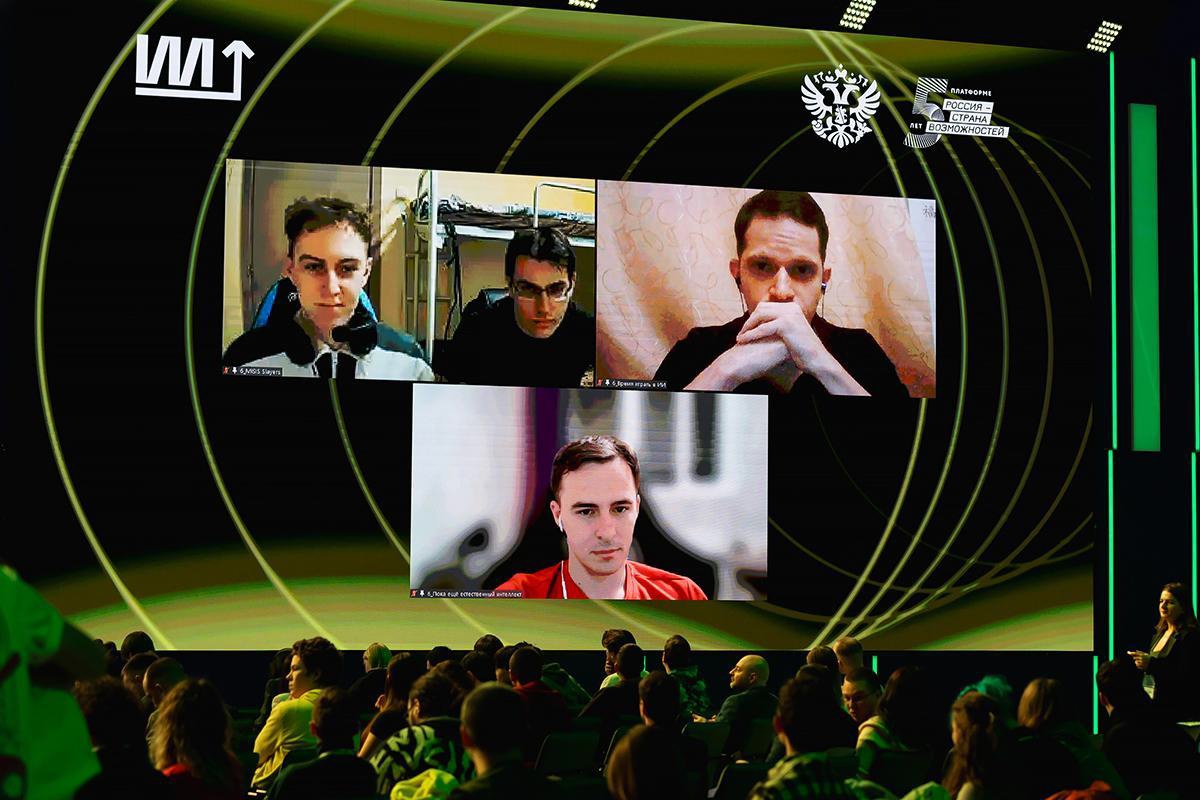 ИИ
ПЛАТФОРМЕ
5
РОССИЯ –
СТРАНА
ЛЕТ
ВОЗМОЖНОСТЕЙ
6_MISIS Slayers
6_Время играть в ИИ
6_Пока ещё естественный интеллект